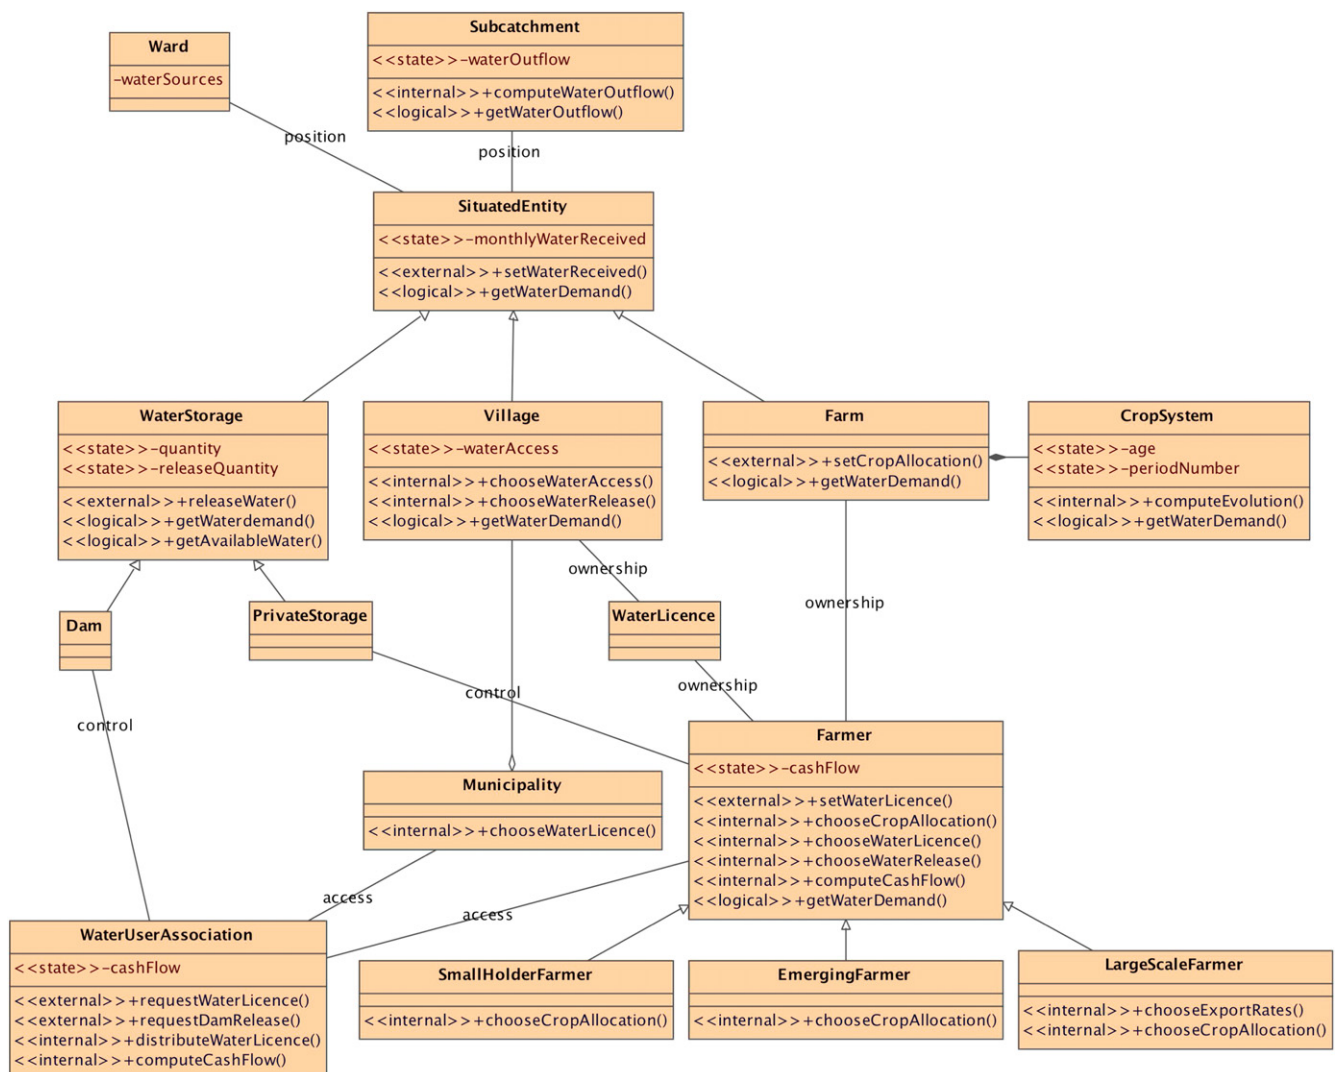 Ward
-waterSources
Subcatchment
<<state>>-waterOutflow
<<internal>>+computeWaterOutflow()
<<logical>>+getWaterOutflow()
position
position
SituatedEntity
<<state>>-monthlyWaterReceived
<<external>>+setWaterReceived()
<<logical>>+getWaterDemand()
WaterStorage
<<state>>-quantity
<<state>>-releaseQuantity
<<external>>+releaseWater()
<<logical>>+getWaterdemand()
<<logical>>+getAvailableWater()
Village
<<state>>-waterAccess
<<internal>>+chooseWaterAccess()
<<internal>>+chooseWaterRelease()
<<logical>>+getWaterDemand()
Farm
<<external>>+setCropAllocation()
<<logical>>+getWaterDemand()
CropSystem
<<state>>-age
<<state>>-periodNumber
<<internal>>+computeEvolution()
<<logical>>+getWaterDemand()
ownership
Dam
PrivateStorage
WaterLicence
ownership
ownership
control
control
Municipality
<<internal>>+chooseWaterLicence()
Farmer
<<state>>-cashFlow
<<external>>+setWaterLicence()
<<internal>>+chooseCropAllocation()
<<internal>>+chooseWaterLicence()
<<internal>>+chooseWaterRelease()
<<internal>>+computeCashFlow()
<<logical>>+getWaterDemand()
access
access
WaterUserAssociation
<<state>>-cashFlow
<<external>>+requestWaterLicence()
<<external>>+requestDamRelease()
<<internal>>+distributeWaterLicence()
<<internal>>+computeCashFlow()
SmallHolderFarmer
<<internal>>+chooseCropAllocation()
EmergingFarmer
<<internal>>+chooseCropAllocation()
LargeScaleFarmer
<<internal>>+chooseExportRates()
<<internal>>+chooseCropAllocation()